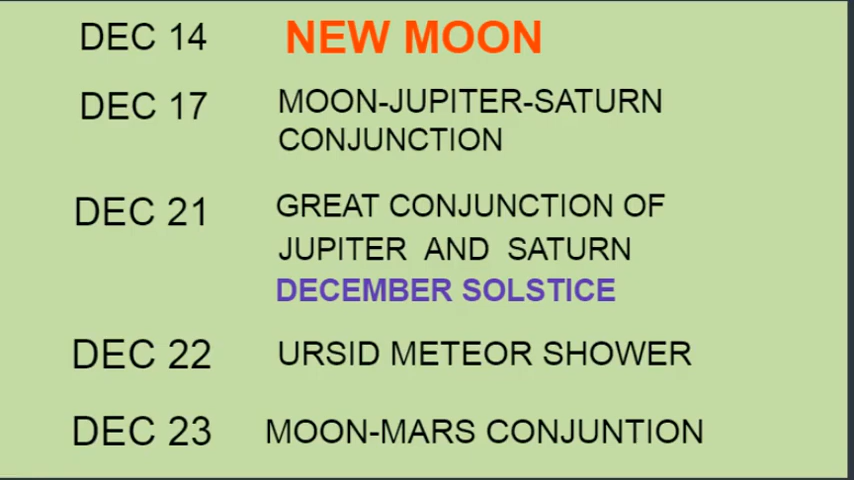 DEC 14 NEW MOON
DEC 17 MOON-JUPITER-SATURN
CONJUNCTION
DEC 21 GREAT CONJUNCTION OF
JUPITER AND SATURN
DECEMBER SOLSTICE
DEC 22 URSID METEOR SHOWER
DEC 23 MOON-MARS CONJUNTION